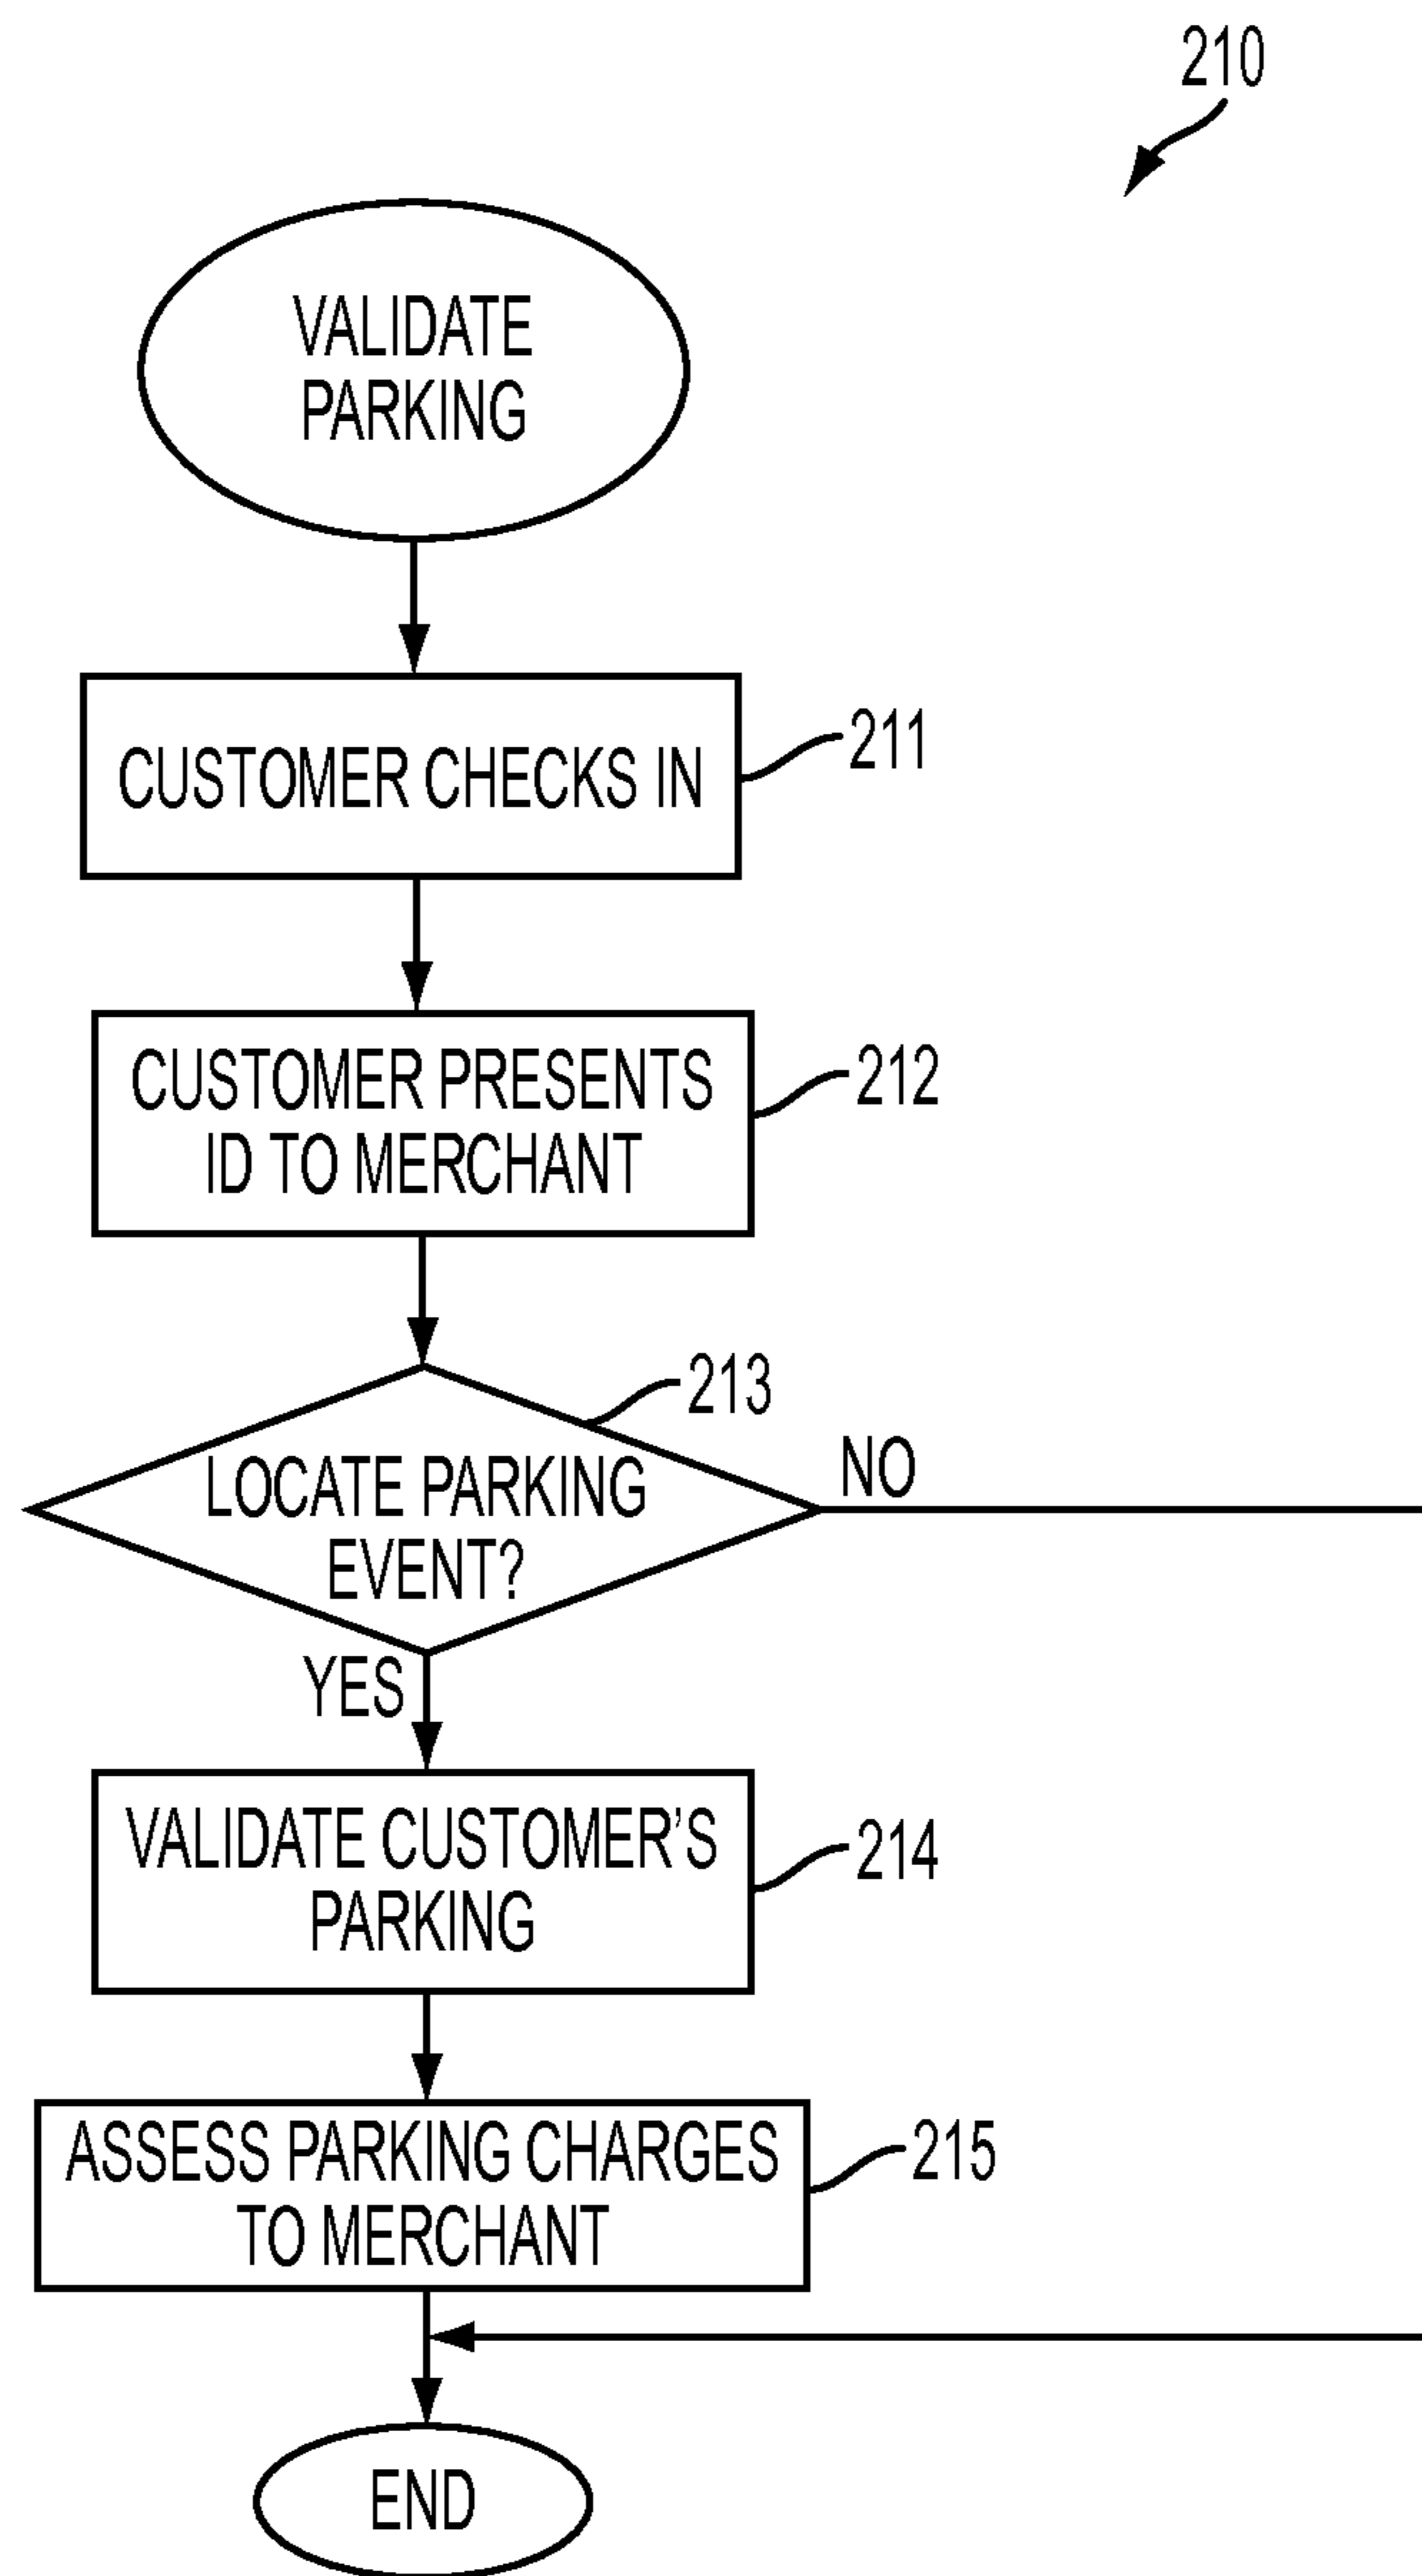 210
VALIDATE
PARKING
CUSTOMER CHECKS IN
211
CUSTOMER PRESENTS
ID TO MERCHANT
212
213
LOCATE PARKING
EVENT?
NO
YES
VALIDATE CUSTOMER’S
PARKING
214
ASSESS PARKING CHARGES
TO MERCHANT
215
END